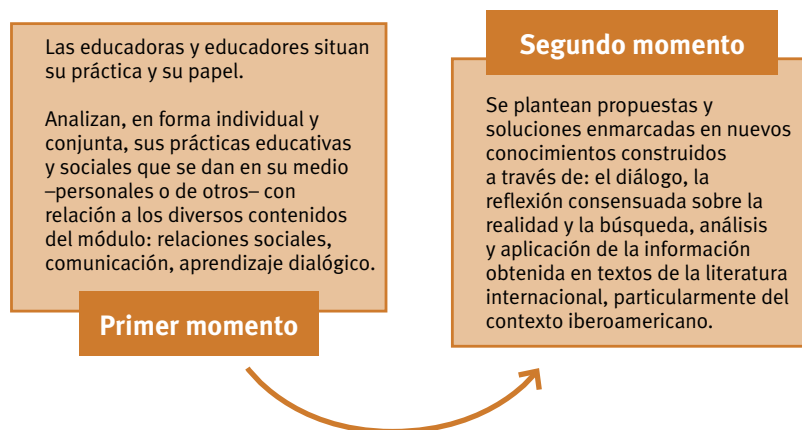 Las educadoras y educadores situan
su práctica y su papel.
Analizan, en forma individual y
conjunta, sus prácticas educativas
y sociales que se dan en su medio
–personales o de otros– con
relación a los diversos contenidos
del módulo: relaciones sociales,
comunicación, aprendizaje dialógico.
Primer momento
Segundo momento
Se plantean propuestas y
soluciones enmarcadas en nuevos
conocimientos construidos
a través de: el diálogo, la
reflexión consensuada sobre la
realidad y la búsqueda, análisis
y aplicación de la información
obtenida en textos de la literatura
internacional, particularmente del
contexto iberoamericano.